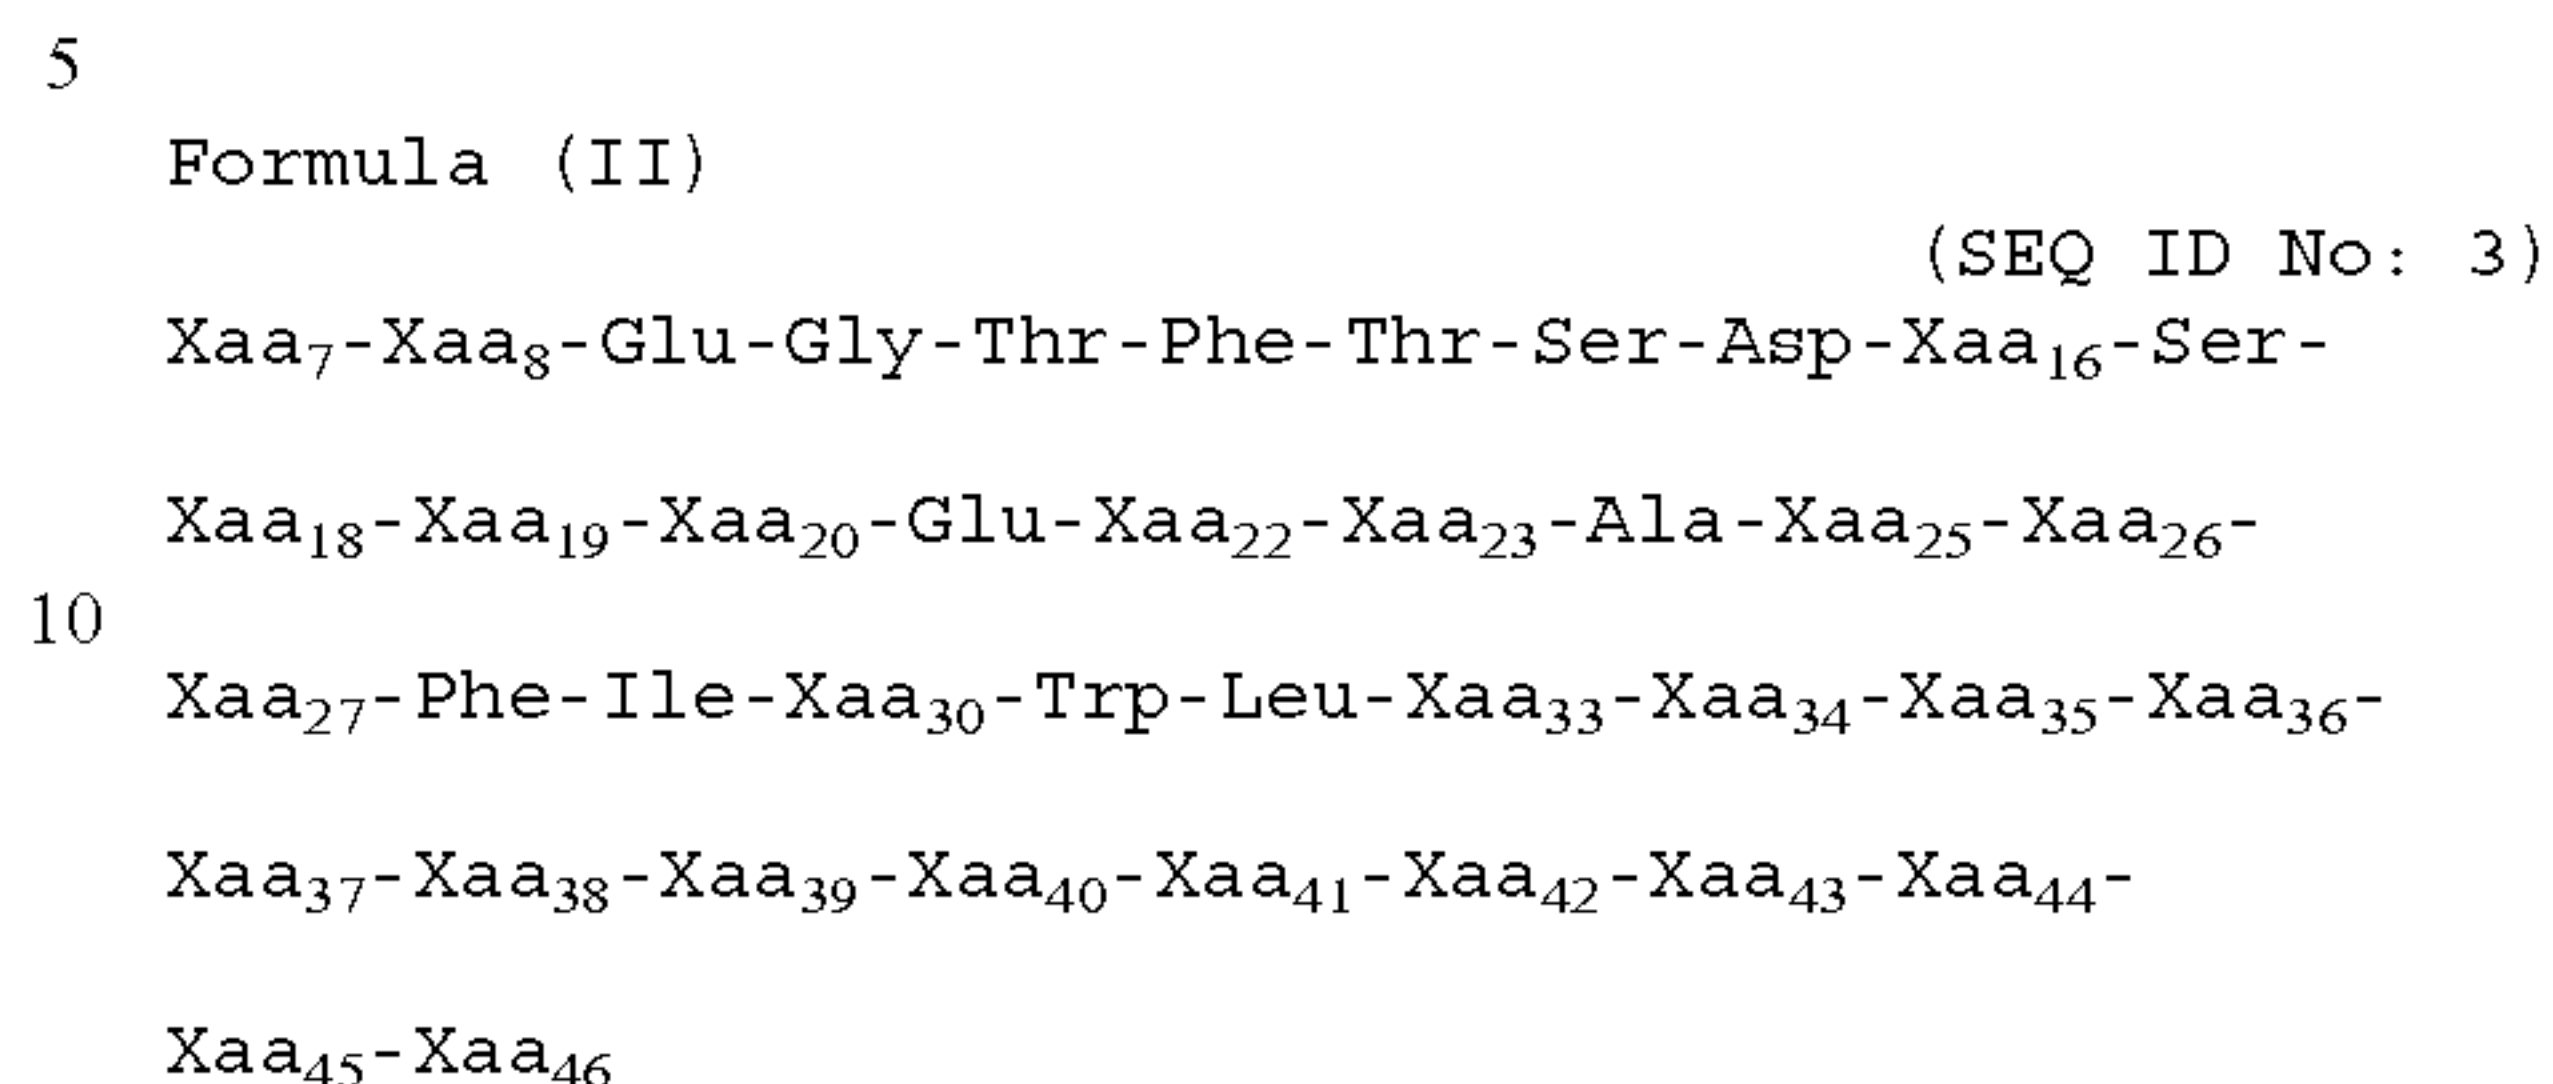 5
Formula (II)
(SEQ ID No: 3)
Xaa₇-Xaa₈-Glu-Gly-Thr-Phe-Thr-Ser-Asp-Xaa₁₆-Ser-
Xaa₁₈-Xaa₁₉-Xaa₂₀-Glu-Xaa₂₂-Xaa₂₃-Ala-Xaa₂₅-Xaa₂₆-
10
Xaa₂₇-Phe-Ile-Xaa₃₀-Trp-Leu-Xaa₃₃-Xaa₃₄-Xaa₃₅-Xaa₃₆-
Xaa₃₇-Xaa₃₈-Xaa₃₉-Xaa₄₀-Xaa₄₁-Xaa₄₂-Xaa₄₃-Xaa₄₄-
Xaa₄₅-Xaa₄₆